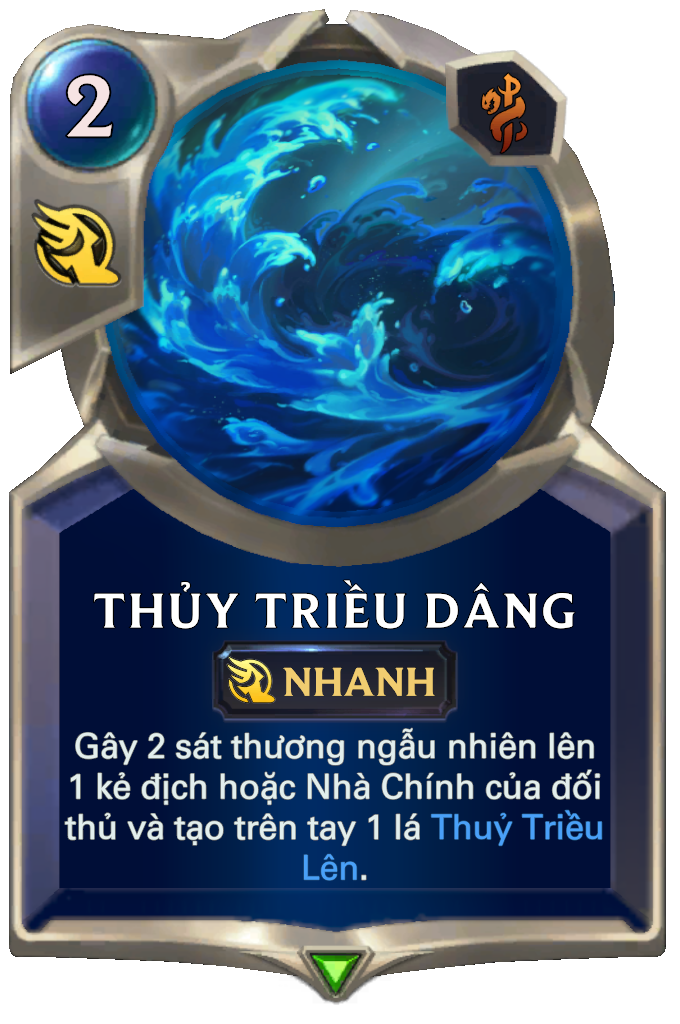 2
THỦY TRIỀU DÂNG
NHANH
Gây 2 sát thương ngẫu nhiên lên
1 kẻ địch hoặc Nhà Chính của đối
thủ và tạo trên tay 1 lá Thuỷ Triều
Lên.